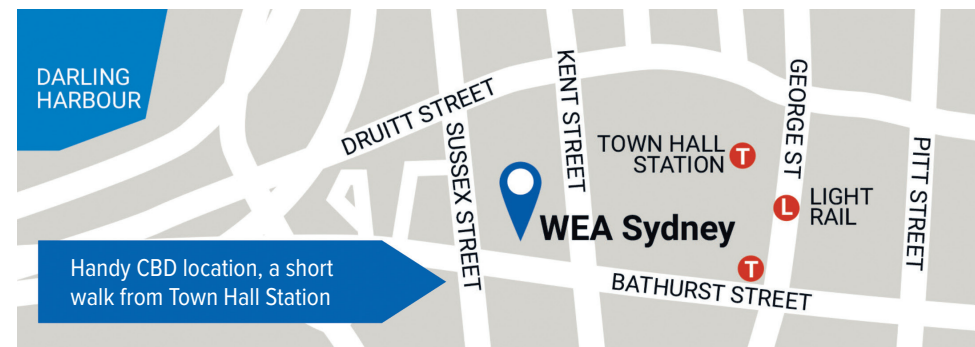 DARLING
HARBOUR
DRUITT STREET
SUSSEX STREET
KENT STREET
TOWN HALL
STATION
T
GEORGE ST
L
LIGHT
RAIL
PITT STREET
WEA Sydney
T
BATHURST STREET
Handy CBD location, a short
walk from Town Hall Station